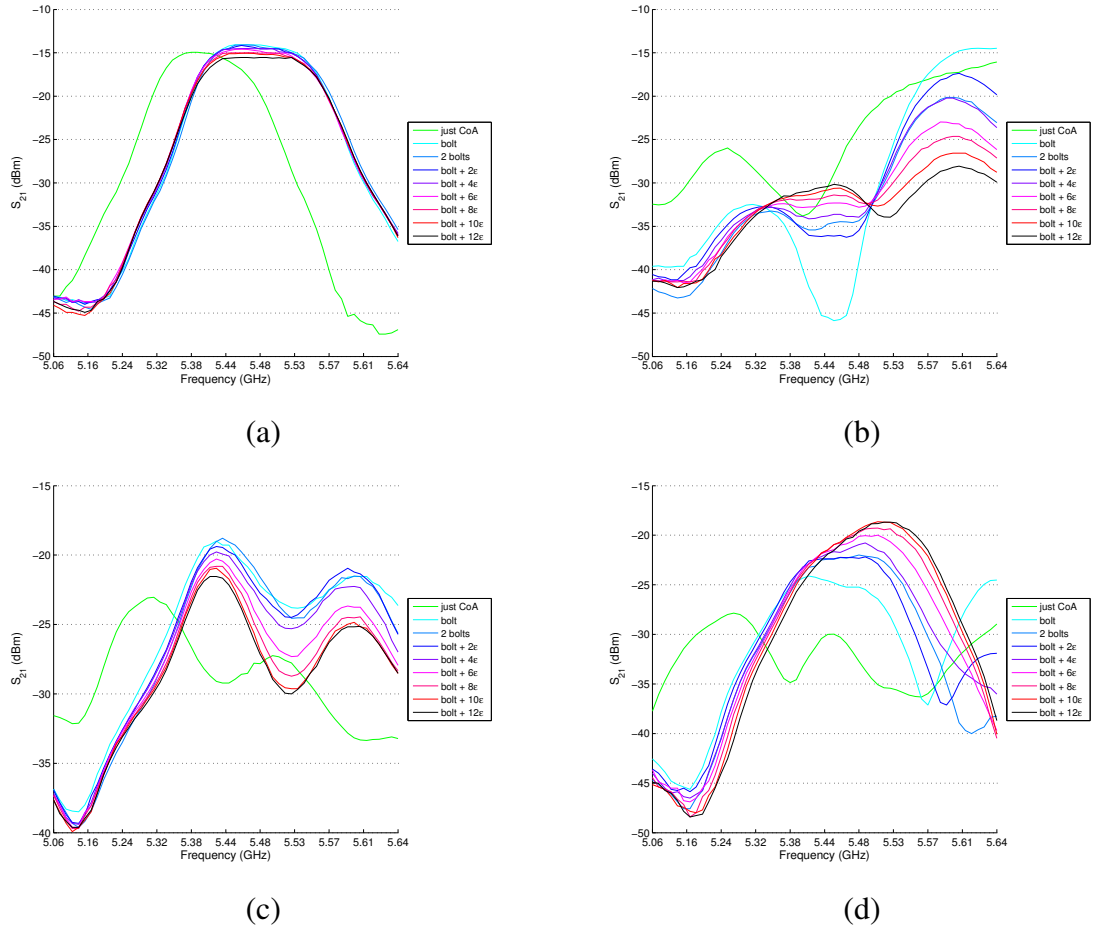 −10
−15
−20
−25
−30
−35
−40
−45
−50
S21 (dBm)
5.06 5.16 5.24 5.32 5.38 5.44 5.48 5.53 5.57 5.61 5.64
Frequency (GHz)
just CoA
bolt
2 bolts
bolt + 2ε
bolt + 4ε
bolt + 6ε
bolt + 8ε
bolt + 10ε
bolt + 12ε
(a)
−10
−15
−20
−25
−30
−35
−40
−45
−50
S21 (dBm)
5.06 5.16 5.24 5.32 5.38 5.44 5.48 5.53 5.57 5.61 5.64
Frequency (GHz)
just CoA
bolt
2 bolts
bolt + 2ε
bolt + 4ε
bolt + 6ε
bolt + 8ε
bolt + 10ε
bolt + 12ε
(b)
−15
−20
−25
−30
−35
−40
S21 (dBm)
5.06 5.16 5.24 5.32 5.38 5.44 5.48 5.53 5.57 5.61 5.64
Frequency (GHz)
just CoA
bolt
2 bolts
bolt + 2ε
bolt + 4ε
bolt + 6ε
bolt + 8ε
bolt + 10ε
bolt + 12ε
(c)
−15
−20
−25
−30
−35
−40
−45
−50
S21 (dBm)
5.06 5.16 5.24 5.32 5.38 5.44 5.48 5.53 5.57 5.61 5.64
Frequency (GHz)
just CoA
bolt
2 bolts
bolt + 2ε
bolt + 4ε
bolt + 6ε
bolt + 8ε
bolt + 10ε
bolt + 12ε
(d)